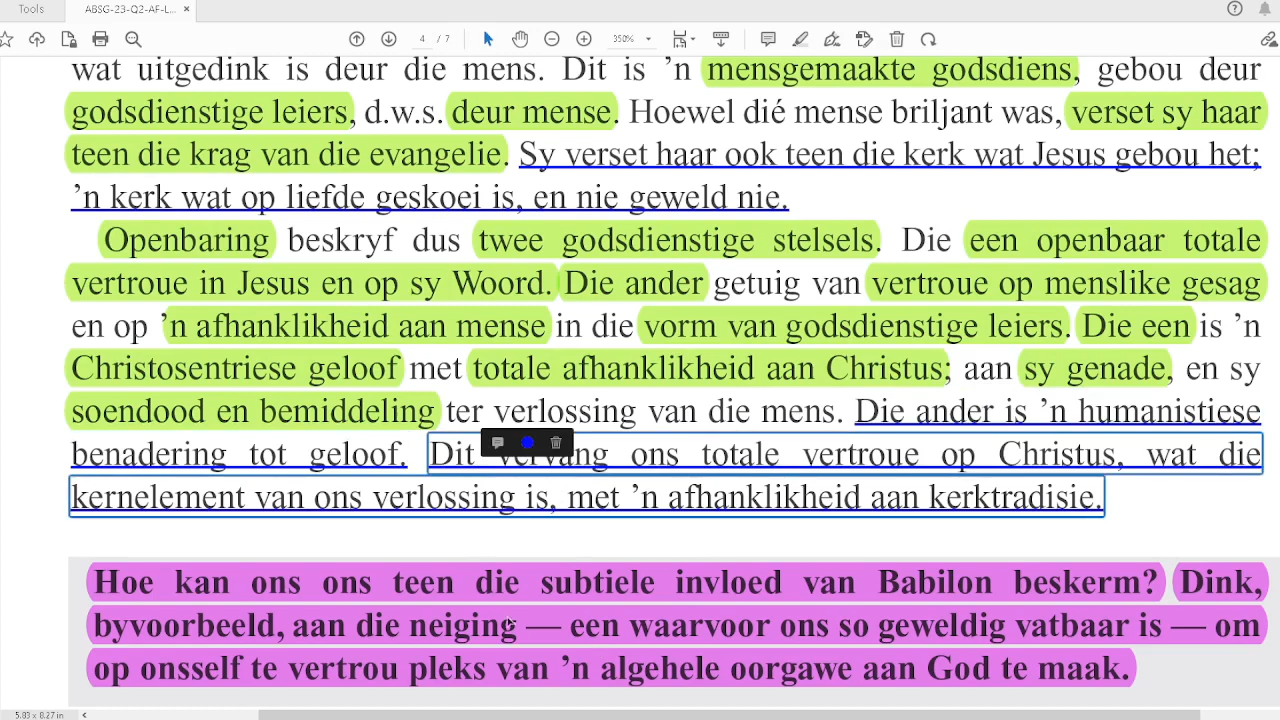 Tools
ABSG-23-Q2-AF-L...
4 / 7
350%
wat uitgedink is deur die mens. Dit is ’n mensgemaakte godsdiens, gebou deur
godsdienstige leiers, d.w.s. deur mense. Hoewel dié mense briljant was, verset sy haar
teen die krag van die evangelie. Sy verset haar ook teen die kerk wat Jesus gebou het;
’n kerk wat op liefde geskoei is, en nie geweld nie.
Openbaring beskryf dus twee godsdienstige stelsels. Die een openbaar totale
vertroue in Jesus en op sy Woord. Die ander getuig van vertroue op menslike gesag
en op ’n afhanklikheid aan mense in die vorm van godsdienstige leiers. Die een is ’n
Christosentriese geloof met totale afhanklikheid aan Christus; aan sy genade, en sy
soendood en bemiddeling ter verlossing van die mens. Die ander is ’n humanistiese
benadering tot geloof. Dit vervang ons totale vertroue op Christus, wat die
kernelement van ons verlossing is, met ’n afhanklikheid aan kerktradisie.
Hoe kan ons ons teen die subtiele invloed van Babilon beskerm? Dink,
byvoorbeeld, aan die neiging — een waarvoor ons so geweldig vatbaar is — om
op onsself te vertrou pleks van ’n algehele oorgawe aan God te maak.
5.83 x 8.27 in